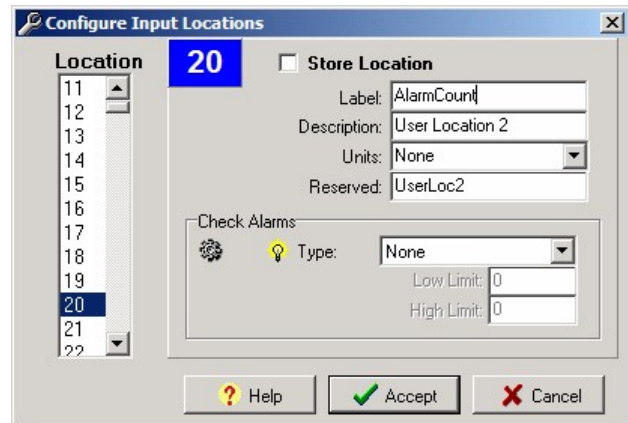 Configure Input Locations
Location
11
12
13
14
15
16
17
18
19
20
21
22
20
Store Location
Label: AlarmCount
Description: User Location 2
Units: None
Reserved: UserLoc2
Check Alarms
Type: None
Low Limit: 0
High Limit: 0
? Help
Accept
Cancel